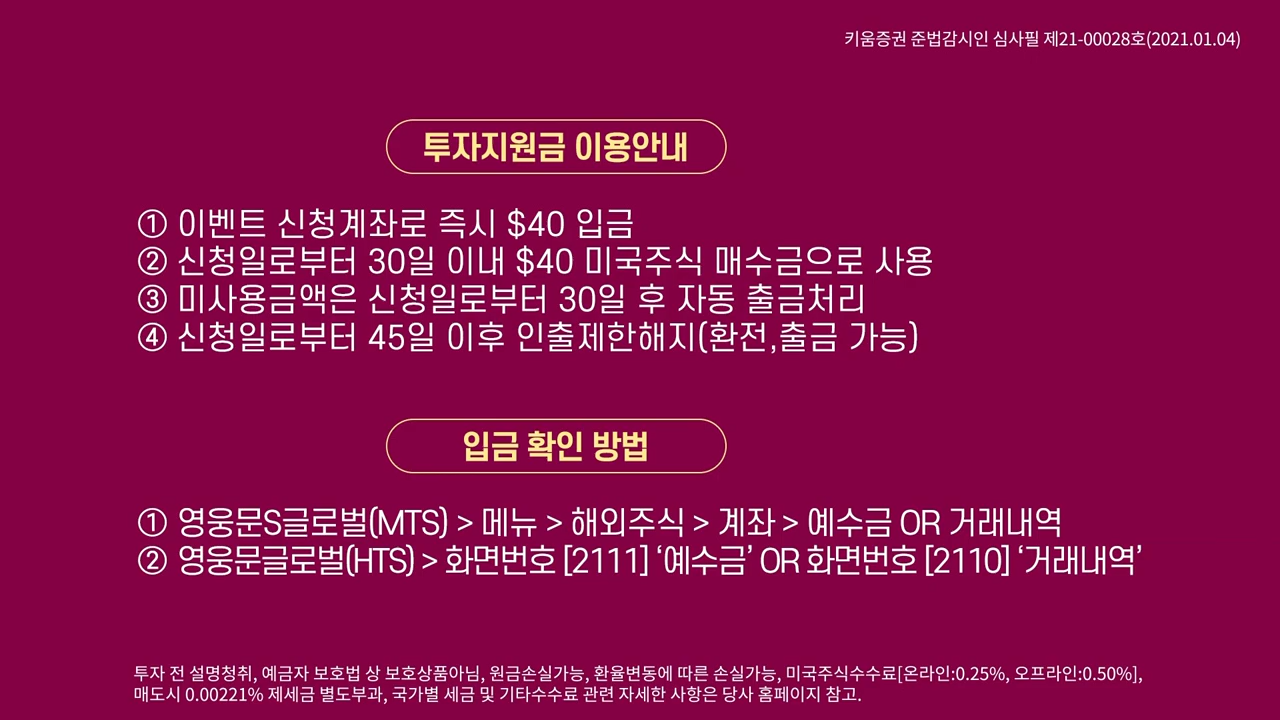 키움증권 준법감시인 심사필 제21-00028호(2021.01.04)
투자지원금 이용안내
① 이벤트 신청계좌로 즉시 $40 입금
② 신청일로부터 30일 이내 $40 미국주식 매수금으로 사용
③ 미사용금액은 신청일로부터 30일 후 자동 출금처리
④ 신청일로부터 45일 이후 인출제한해지(환전,출금 가능)
입금 확인 방법
① 영웅문S글로벌(MTS) > 메뉴 > 해외주식 > 계좌 > 예수금 OR 거래내역
② 영웅문글로벌(HTS) > 화면번호 [2111] ‘예수금’ OR 화면번호 [2110] ‘거래내역’
투자 전 설명청취, 예금자 보호법 상 보호상품아님, 원금손실가능, 환율변동에 따른 손실가능, 미국주식수수료[온라인:0.25%, 오프라인:0.50%],
매도시 0.00221% 제세금 별도부과, 국가별 세금 및 기타수수료 관련 자세한 사항은 당사 홈페이지 참고.